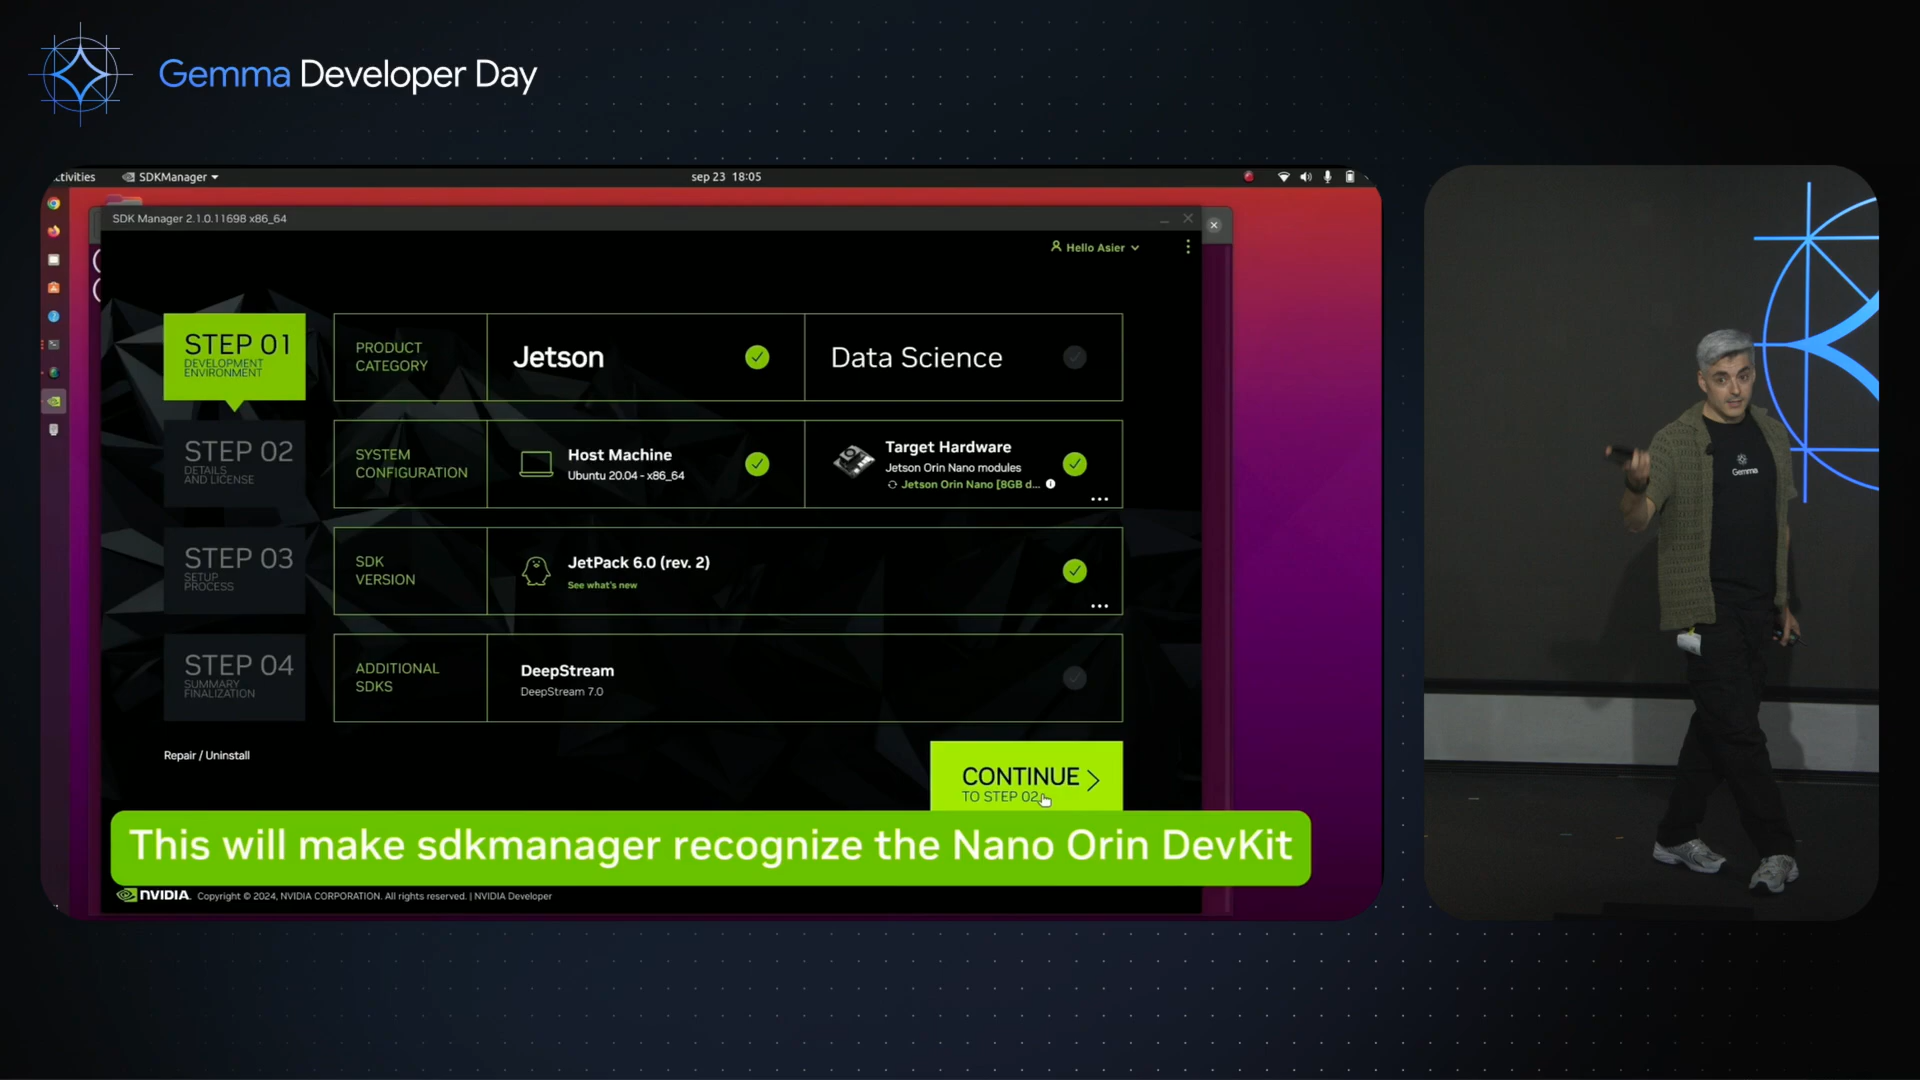 Gemma Developer Day
ctivities
SDKManager
sep 23 18:05
SDK Manager 2.1.0.11698 x86_64
Hello Asier
STEP 01
DEVELOPMENT
ENVIRONMENT
PRODUCT
CATEGORY
Jetson
Data Science
STEP 02
DETAILS
AND LICENSE
SYSTEM
CONFIGURATION
Host Machine
Ubuntu 20.04 - x86_64
Target Hardware
Jetson Orin Nano modules
Jetson Orin Nano [8GB d...
STEP 03
SETUP
PROCESS
SDK
VERSION
JetPack 6.0 (rev. 2)
See what's new
STEP 04
SUMMARY
FINALIZATION
ADDITIONAL
SDKS
DeepStream
DeepStream 7.0
Repair / Uninstall
CONTINUE
TO STEP 02
This will make sdkmanager recognize the Nano Orin DevKit
NVIDIA. Copyright © 2024, NVIDIA CORPORATION. All rights reserved. | NVIDIA Developer
Gemma